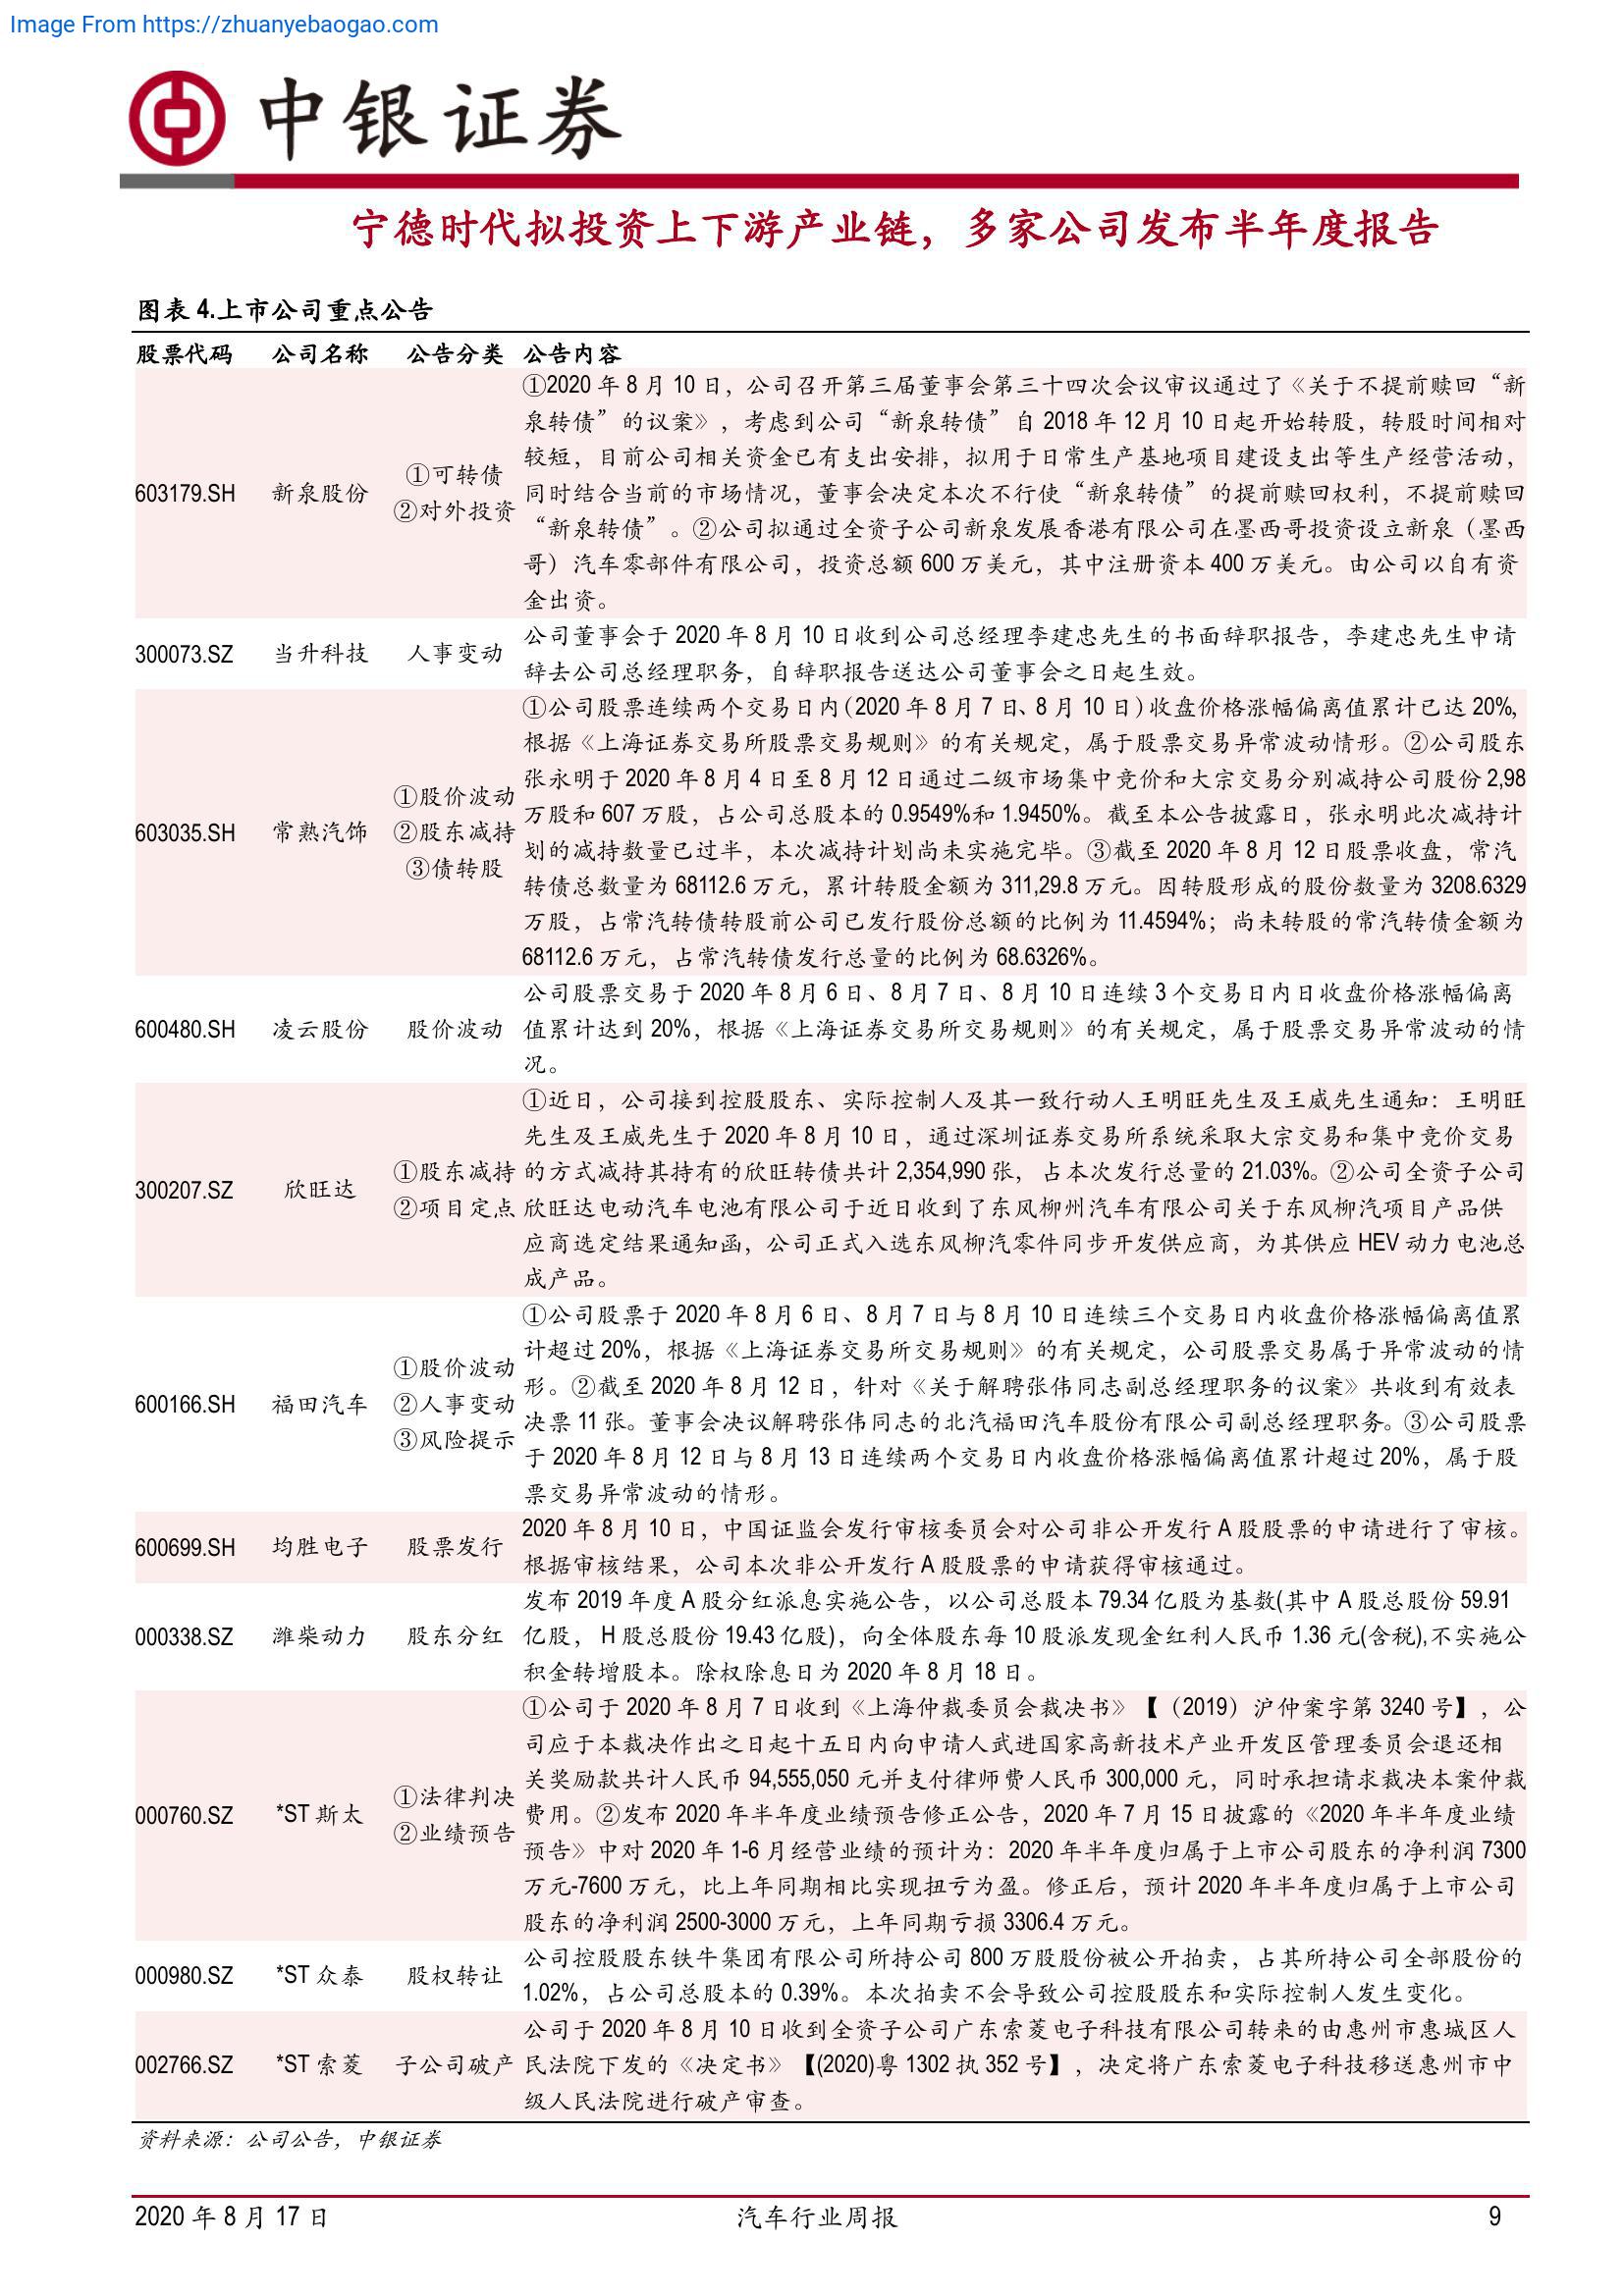 Image From https://zhuanyebaogao.com
中银证券
宁德时代拟投资上下游产业链，多家公司发布半年度报告
图表 4.上市公司重点公告
股票代码 公司名称 公告分类 公告内容
603179.SH 新泉股份 ①可转债
②对外投资
①2020 年 8 月 10 日，公司召开第三届董事会第三十四次会议审议通过了《关于不提前赎回“新
泉转债”的议案》，考虑到公司“新泉转债”自 2018 年 12 月 10 日起开始转股，转股时间相对
较短，目前公司相关资金已有支出安排，拟用于日常生产基地项目建设支出等生产经营活动，
同时结合当前的市场情况，董事会决定本次不行使“新泉转债”的提前赎回权利，不提前赎回
“新泉转债”。②公司拟通过全资子公司新泉发展香港有限公司在墨西哥投资设立新泉（墨西
哥）汽车零部件有限公司，投资总额 600 万美元，其中注册资本 400 万美元。由公司以自有资
金出资。
300073.SZ 当升科技 人事变动
公司董事会于 2020 年 8 月 10 日收到公司总经理李建忠先生的书面辞职报告，李建忠先生申请
辞去公司总经理职务，自辞职报告送达公司董事会之日起生效。
603035.SH 常熟汽饰 ①股价波动
②股东减持
③债转股
①公司股票连续两个交易日内（2020 年 8 月 7 日、8 月 10 日）收盘价格涨幅偏离值累计已达 20%,
根据《上海证券交易所股票交易规则》的有关规定，属于股票交易异常波动情形。②公司股东
张永明于 2020 年 8 月 4 日至 8 月 12 日通过二级市场集中竞价和大宗交易分别减持公司股份 2,98
万股和 607 万股，占公司总股本的 0.9549%和 1.9450%。截至本公告披露日，张永明此次减持计
划的减持数量已过半，本次减持计划尚未实施完毕。③截至 2020 年 8 月 12 日股票收盘，常汽
转债总数量为 68112.6 万元，累计转股金额为 311,29.8 万元。因转股形成的股份数量为 3208.6329
万股，占常汽转债转股前公司已发行股份总额的比例为 11.4594%；尚未转股的常汽转债金额为
68112.6 万元，占常汽转债发行总量的比例为 68.6326%。
600480.SH 凌云股份 股价波动
公司股票交易于 2020 年 8 月 6 日、8 月 7 日、8 月 10 日连续 3 个交易日内日收盘价格涨幅偏离
值累计达到 20%，根据《上海证券交易所交易规则》的有关规定，属于股票交易异常波动的情
况。
300207.SZ 欣旺达 ①股东减持
②项目定点
①近日，公司接到控股股东、实际控制人及其一致行动人王明旺先生及王威先生通知：王明旺
先生及王威先生于 2020 年 8 月 10 日，通过深圳证券交易所系统采取大宗交易和集中竞价交易
的方式减持其持有的欣旺转债共计 2,354,990 张，占本次发行总量的 21.03%。②公司全资子公司
欣旺达电动汽车电池有限公司于近日收到了东风柳州汽车有限公司关于东风柳汽项目产品供
应商选定结果通知函，公司正式入选东风柳汽零件同步开发供应商，为其供应 HEV 动力电池总
成产品。
600166.SH 福田汽车 ①股价波动
②人事变动
③风险提示
①公司股票于 2020 年 8 月 6 日、8 月 7 日与 8 月 10 日连续三个交易日内收盘价格涨幅偏离值累
计超过 20%，根据《上海证券交易所交易规则》的有关规定，公司股票交易属于异常波动的情
形。②截至 2020 年 8 月 12 日，针对《关于解聘张伟同志副总经理职务的议案》共收到有效表
决票 11 张。董事会决议解聘张伟同志的北汽福田汽车股份有限公司副总经理职务。③公司股票
于 2020 年 8 月 12 日与 8 月 13 日连续两个交易日内收盘价格涨幅偏离值累计超过 20%，属于股
票交易异常波动的情形。
600699.SH 均胜电子 股票发行
2020 年 8 月 10 日，中国证监会发行审核委员会对公司非公开发行 A 股股票的申请进行了审核。
根据审核结果，公司本次非公开发行 A 股股票的申请获得审核通过。
000338.SZ 潍柴动力 股东分红
发布 2019 年度 A 股分红派息实施公告，以公司总股本 79.34 亿股为基数(其中 A 股总股份 59.91
亿股， H 股总股份 19.43 亿股)，向全体股东每 10 股派发现金红利人民币 1.36 元(含税),不实施公
积金转增股本。除权除息日为 2020 年 8 月 18 日。
000760.SZ *ST 斯太 ①法律判决
②业绩预告
①公司于 2020 年 8 月 7 日收到《上海仲裁委员会裁决书》【（2019）沪仲案字第 3240 号】，公
司应于本裁决作出之日起十五日内向申请人武进国家高新技术产业开发区管理委员会退还相
关奖励款共计人民币 94,555,050 元并支付律师费人民币 300,000 元，同时承担请求裁决本案仲裁
费用。②发布 2020 年半年度业绩预告修正公告，2020 年 7 月 15 日披露的《2020 年半年度业绩
预告》中对 2020 年 1-6 月经营业绩的预计为：2020 年半年度归属于上市公司股东的净利润 7300
万元-7600 万元，比上年同期相比实现扭亏为盈。修正后，预计 2020 年半年度归属于上市公司
股东的净利润 2500-3000 万元，上年同期亏损 3306.4 万元。
000980.SZ *ST 众泰 股权转让
公司控股股东铁牛集团有限公司所持公司 800 万股股份被公开拍卖，占其所持公司全部股份的
1.02%，占公司总股本的 0.39%。本次拍卖不会导致公司控股股东和实际控制人发生变化。
002766.SZ *ST 索菱 子公司破产
公司于 2020 年 8 月 10 日收到全资子公司广东索菱电子科技有限公司转来的由惠州市惠城区人
民法院下发的《决定书》【(2020)粤 1302 执 352 号】，决定将广东索菱电子科技移送惠州市中
级人民法院进行破产审查。
资料来源：公司公告，中银证券
2020 年 8 月 17 日 汽车行业周报 9